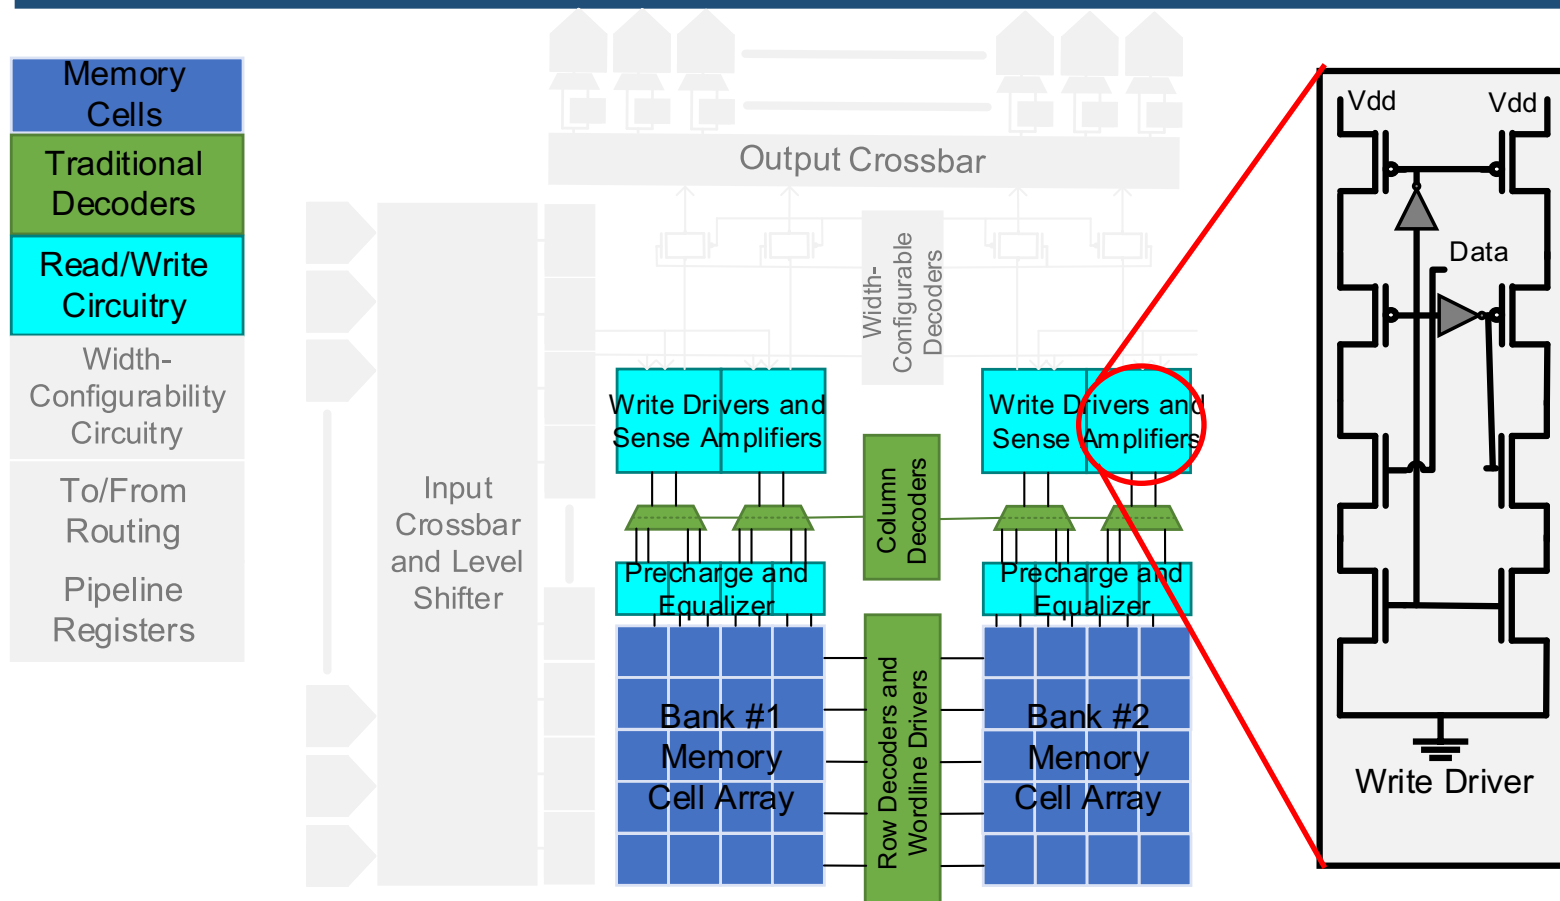 Memory
Cells
Traditional
Decoders
Read/Write
Circuitry
Width-
Configurability
Circuitry
To/From
Routing
Pipeline
Registers
Output Crossbar
Width-
Configurable
Decoders
Input
Crossbar
and Level
Shifter
Write Drivers and
Sense Amplifiers
Write Drivers and
Sense Amplifiers
Column
Decoders
Precharge and
Equalizer
Precharge and
Equalizer
Bank #1
Memory
Cell Array
Row Decoders and
Wordline Drivers
Bank #2
Memory
Cell Array
Vdd
Vdd
Data
Write Driver